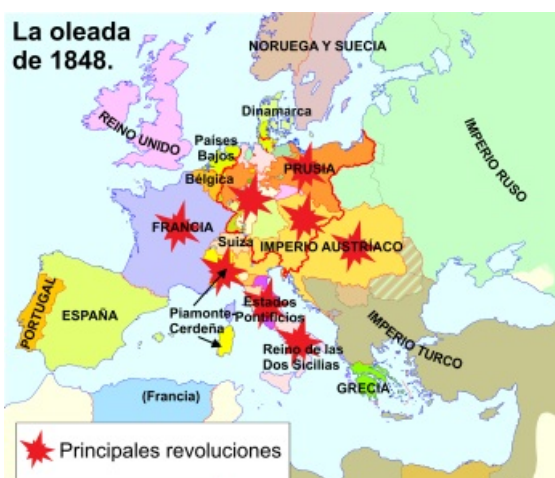 La oleada
de 1848.
NORUEGA Y SUECIA
Dinamarca
REINO UNIDO
Países
Bajos
PRUSIA
Bélgica
IMPERIO RUSO
FRANCIA
Suiza
IMPERIO AUSTRÍACO
PORTUGAL
ESPAÑA
Piamonte-
Cerdeña
Estados
Pontificios
IMPERIO TURCO
Reino de las
Dos Sicilias
GRECIA
(Francia)
Principales revoluciones